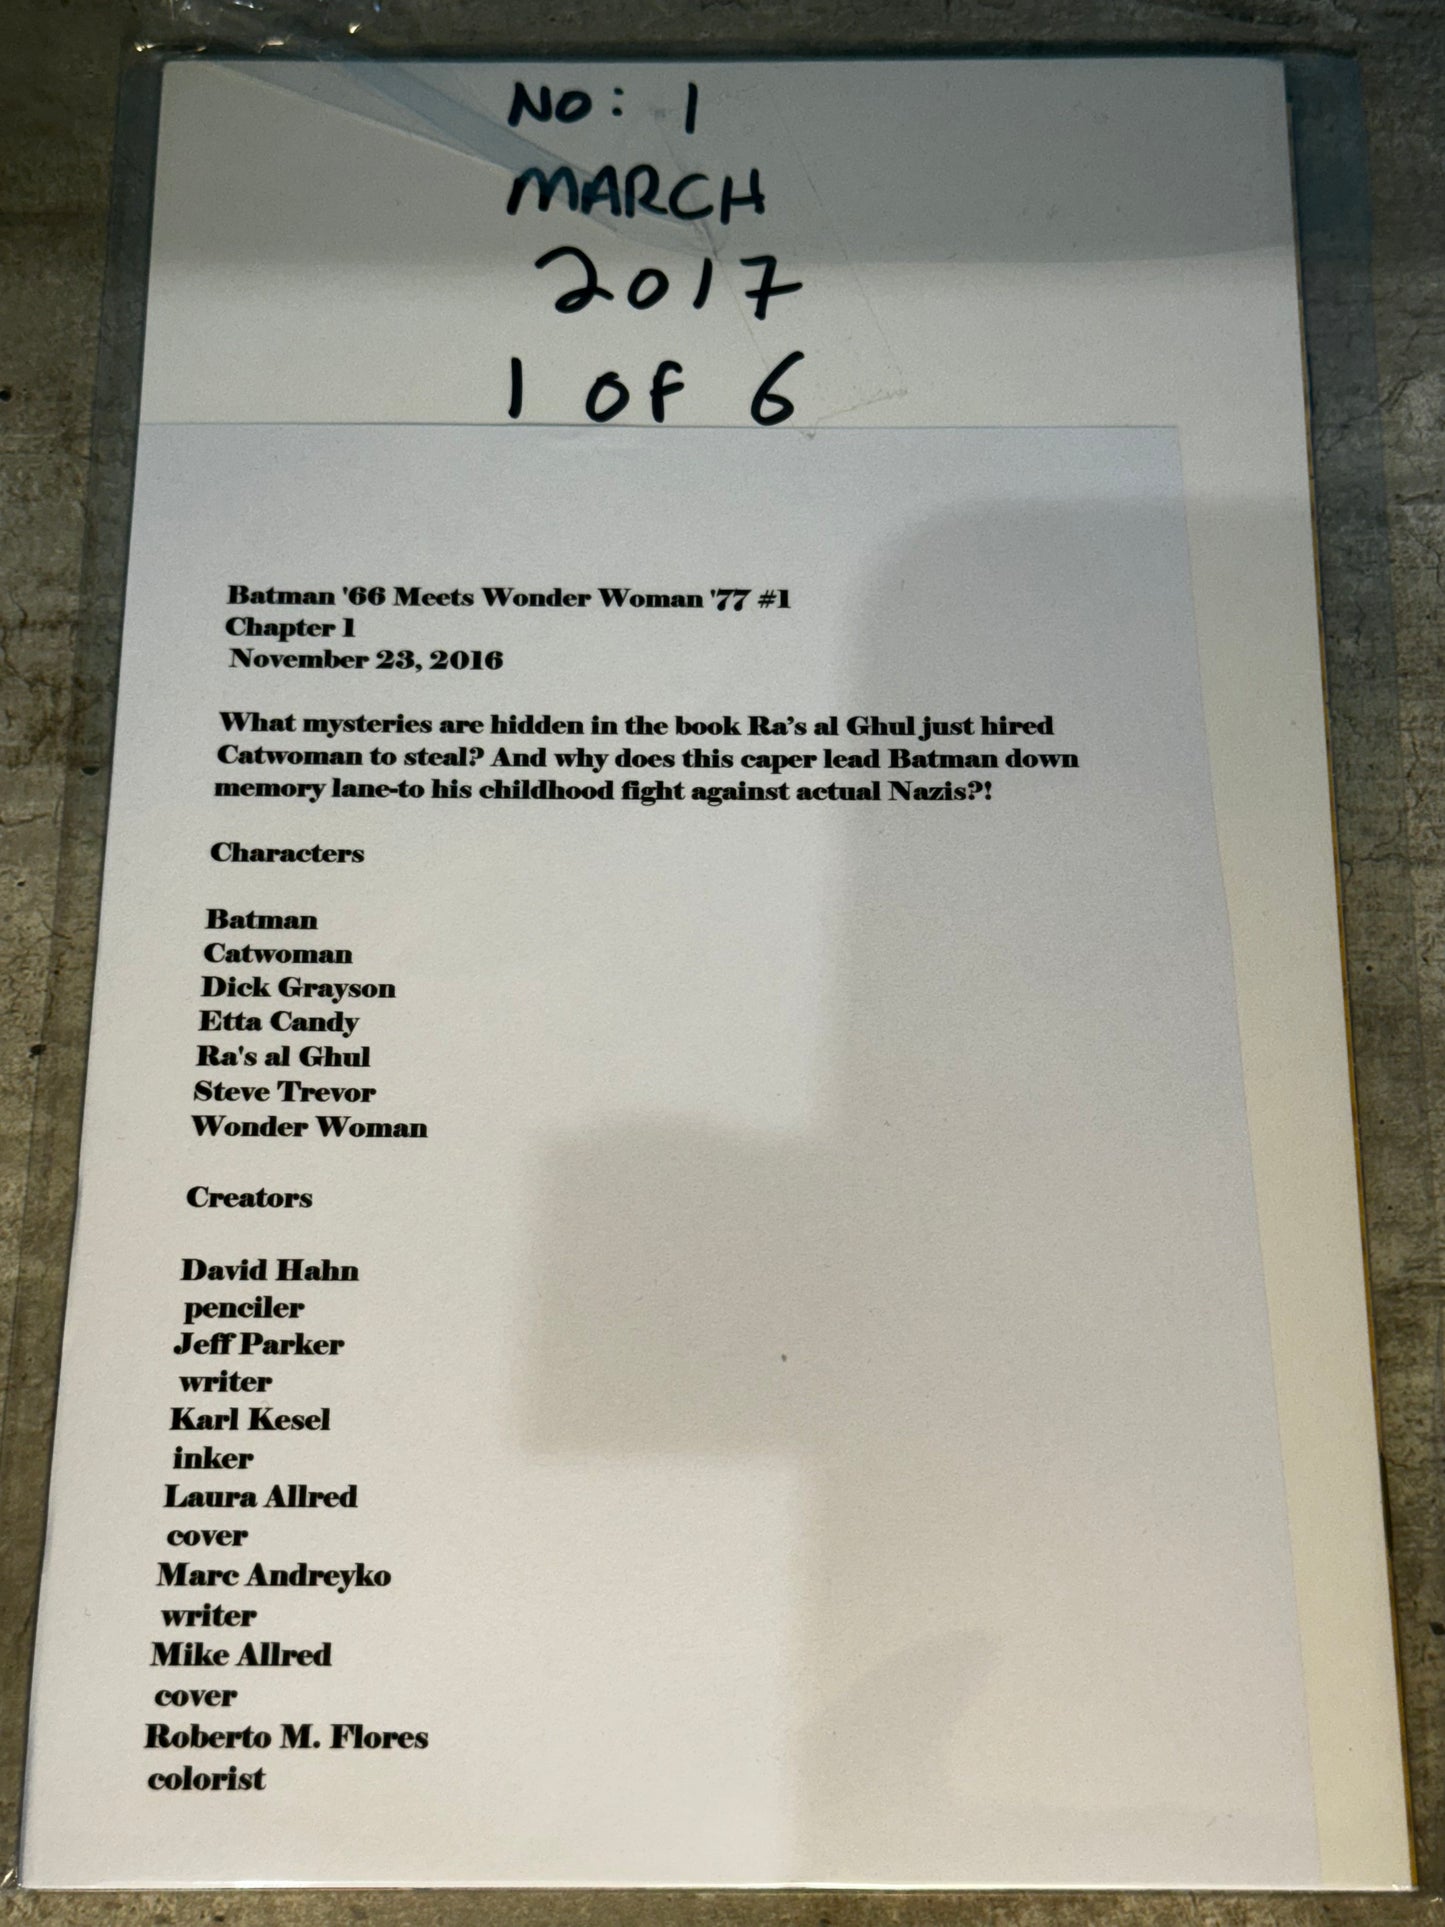 NO: 1
MARCH
2017
1 OF 6
Batman '66 Meets Wonder Woman '77 #1
Chapter 1
November 23, 2016
What mysteries are hidden in the book Ra’s al Ghul just hired
Catwoman to steal? And why does this caper lead Batman down
memory lane-to his childhood fight against actual Nazis?!
Characters
Batman
Catwoman
Dick Grayson
Etta Candy
Ra's al Ghul
Steve Trevor
Wonder Woman
Creators
David Hahn
penciler
Jeff Parker
writer
Karl Kesel
inker
Laura Allred
cover
Marc Andreyko
writer
Mike Allred
cover
Roberto M. Flores
colorist